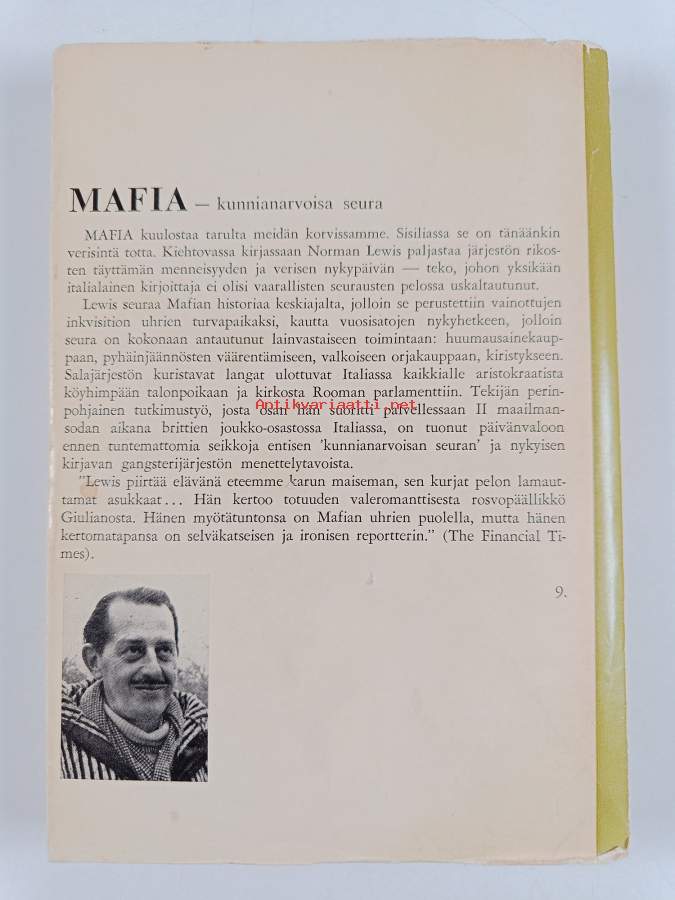 MAFIA — kunnianarvoisa seura
MAFIA kuulostaa tarulta meidän korvissamme. Sisiliassa se on tänäänkin
verisintä totta. Kiehtovassa kirjassaan Norman Lewis paljastaa järjestön rikos-
ten täyttämän menneisyyden ja verisen nykypäivän — teko, johon yksikään
italialainen kirjoittaja ei olisi vaarallisten seurausten pelossa uskaltautunut.
Lewis seuraa Mafian historiaa keskiajalta, jolloin se perustettiin vainottujen
inkvisition uhrien turvapaikaksi, kautta vuosisatojen nykyhetkeen, jolloin
seura on kokonaan antautunut lainvastaiseen toimintaan: huumausainekaup-
paan, pyhäinjäännösten väärentämiseen, valkoiseen orjakauppaan, kiristykseen.
Salajärjestön kuristavat langat ulottuvat Italiassa kaikkialle aristokraatista
köyhimpään talonpoikaan ja kirkosta Rooman parlamenttiin. Tekijän perin-
Antikvariaatti.net
pohjainen tutkimustyö, josta osan hän suoritti palvellessaan II maailman-
sodan aikana brittien joukko-osastossa Italiassa, on tuonut päivänvaloon
ennen tuntemattomia seikkoja entisen 'kunnianarvoisan seuran' ja nykyisen
kirjavan gangsterijärjestön menettelytavoista.
"Lewis piirtää elävänä eteemme karun maiseman, sen kurjat pelon lamaut-
tamat asukkaat... Hän kertoo totuuden valeromanttisesta rosvopäällikkö
Giulianosta. Hänen myötätuntonsa on Mafian uhrien puolella, mutta hänen
kertomatapansa on selväkatseisen ja ironisen reportterin." (The Financial Ti-
mes).
9.